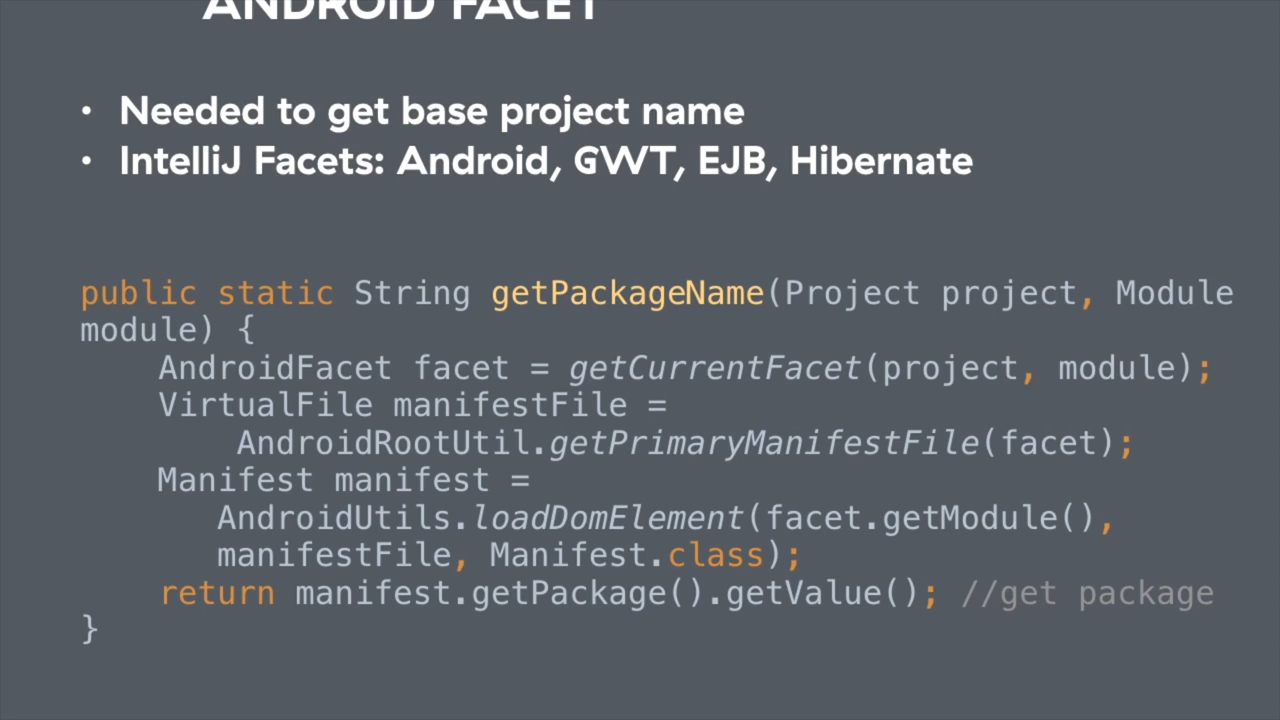 ANDROID FACET
• Needed to get base project name
• IntelliJ Facets: Android, GWT, EJB, Hibernate
public static String getPackageName(Project project, Module
module) {
    AndroidFacet facet = getCurrentFacet(project, module);
    VirtualFile manifestFile =
        AndroidRootUtil.getPrimaryManifestFile(facet);
    Manifest manifest =
       AndroidUtils.loadDomElement(facet.getModule(),
       manifestFile, Manifest.class);
    return manifest.getPackage().getValue(); //get package
}